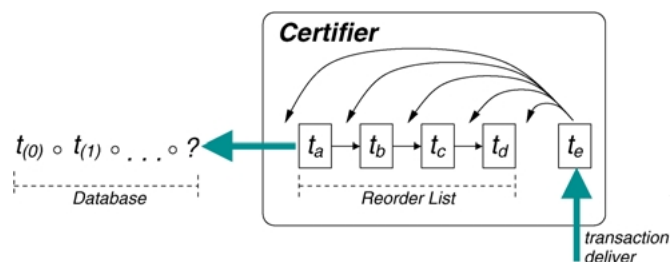 Certifier
t(0) ∘ t(1) ∘ . . . ∘ ?
ta
tb
tc
td
te
Database
Reorder List
transaction
deliver